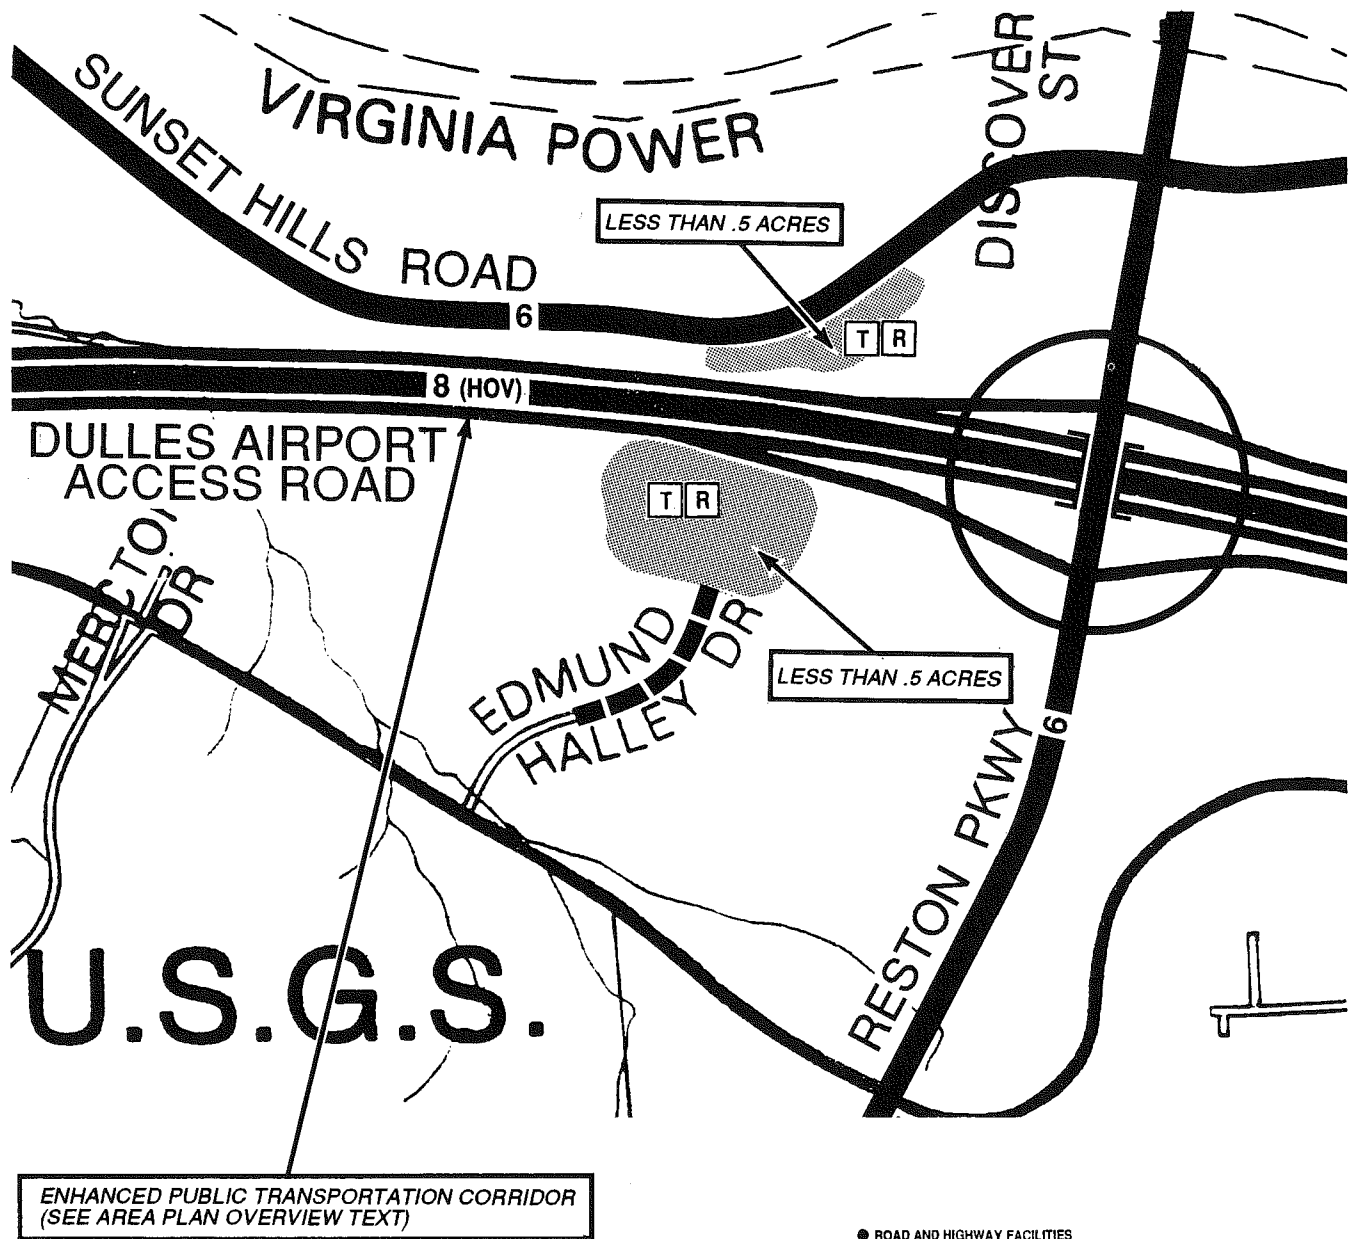 DISCOVER
ST
VIRGINIA POWER
SUNSET HILLS ROAD
LESS THAN .5 ACRES
6
T R
8 (HOV)
DULLES AIRPORT
ACCESS ROAD
T R
DR
EDMUND
HALLEY DR
LESS THAN .5 ACRES
6
RESTON PKWY
U.S.G.S.
ENHANCED PUBLIC TRANSPORTATION CORRIDOR
(SEE AREA PLAN OVERVIEW TEXT)
● ROAD AND HIGHWAY FACILITIES